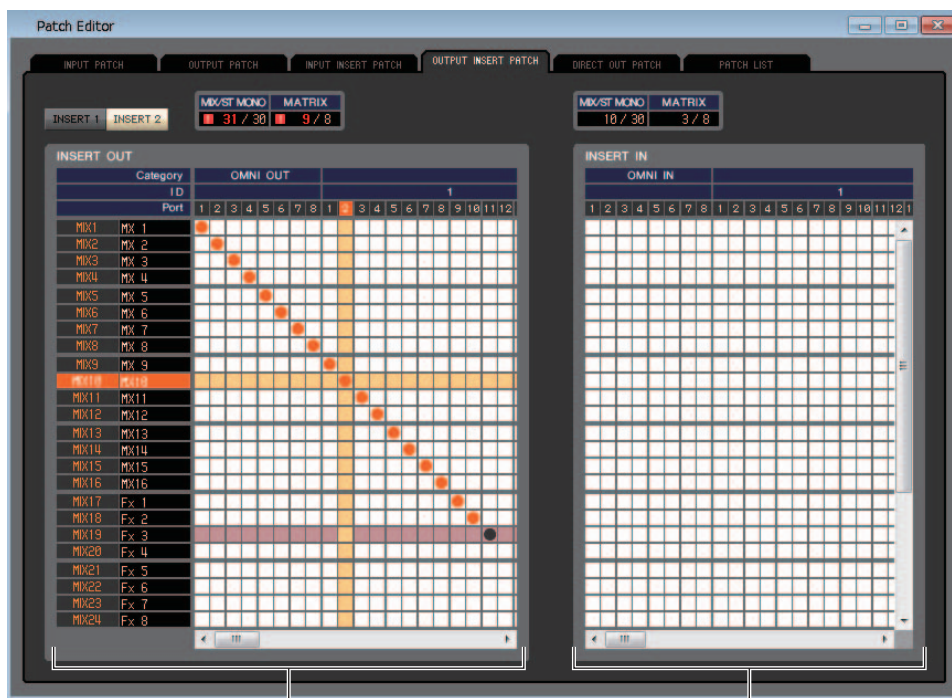 Patch Editor
INPUT PATCH OUTPUT PATCH INPUT INSERT PATCH OUTPUT INSERT PATCH DIRECT OUT PATCH PATCH LIST
INSERT 1 INSERT 2
MIX/ST MONO MATRIX
! 31 / 30 ! 9 / 8
MIX/ST MONO MATRIX
10 / 30 3 / 8
INSERT OUT
Category OMNI OUT
ID 1
Port 1 2 3 4 5 6 7 8 1 2 3 4 5 6 7 8 9 10 11 12
MIX1 MX 1
MIX2 MX 2
MIX3 MX 3
MIX4 MX 4
MIX5 MX 5
MIX6 MX 6
MIX7 MX 7
MIX8 MX 8
MIX9 MX 9
MIX10 MX10
MIX11 MX11
MIX12 MX12
MIX13 MX13
MIX14 MX14
MIX15 MX15
MIX16 MX16
MIX17 Fx 1
MIX18 Fx 2
MIX19 Fx 3
MIX20 Fx 4
MIX21 Fx 5
MIX22 Fx 6
MIX23 Fx 7
MIX24 Fx 8
INSERT IN
OMNI IN
1
1 2 3 4 5 6 7 8 1 2 3 4 5 6 7 8 9 10 11 12 1